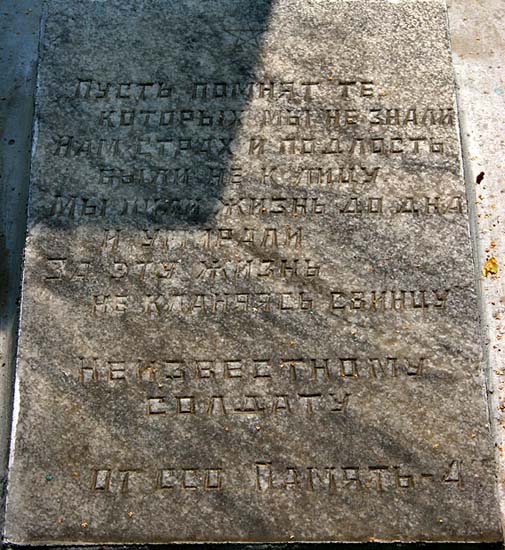 Пусть помнят те,
которых мы не знали
Нам страх и подлость
были не к лицу
Мы пили жизнь до дна
и умирали
За эту жизнь
не кланяясь свинцу
Неизвестному
солдату
от ССО Память-4